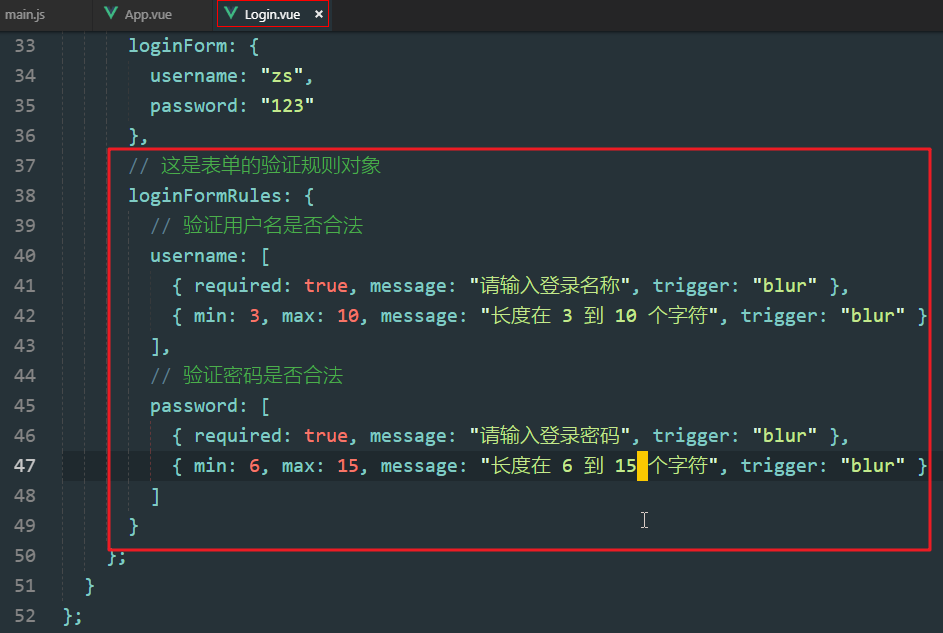 main.js App.vue Login.vue ×
33 loginForm: {
34 username: "zs",
35 password: "123"
36 },
37 // 这是表单的验证规则对象
38 loginFormRules: {
39 // 验证用户名是否合法
40 username: [
41 { required: true, message: "请输入登录名称", trigger: "blur" },
42 { min: 3, max: 10, message: "长度在 3 到 10 个字符", trigger: "blur" }
43 ],
44 // 验证密码是否合法
45 password: [
46 { required: true, message: "请输入登录密码", trigger: "blur" },
47 { min: 6, max: 15, message: "长度在 6 到 15 个字符", trigger: "blur" }
48 ]
49 }
50 };
51 }
52 };